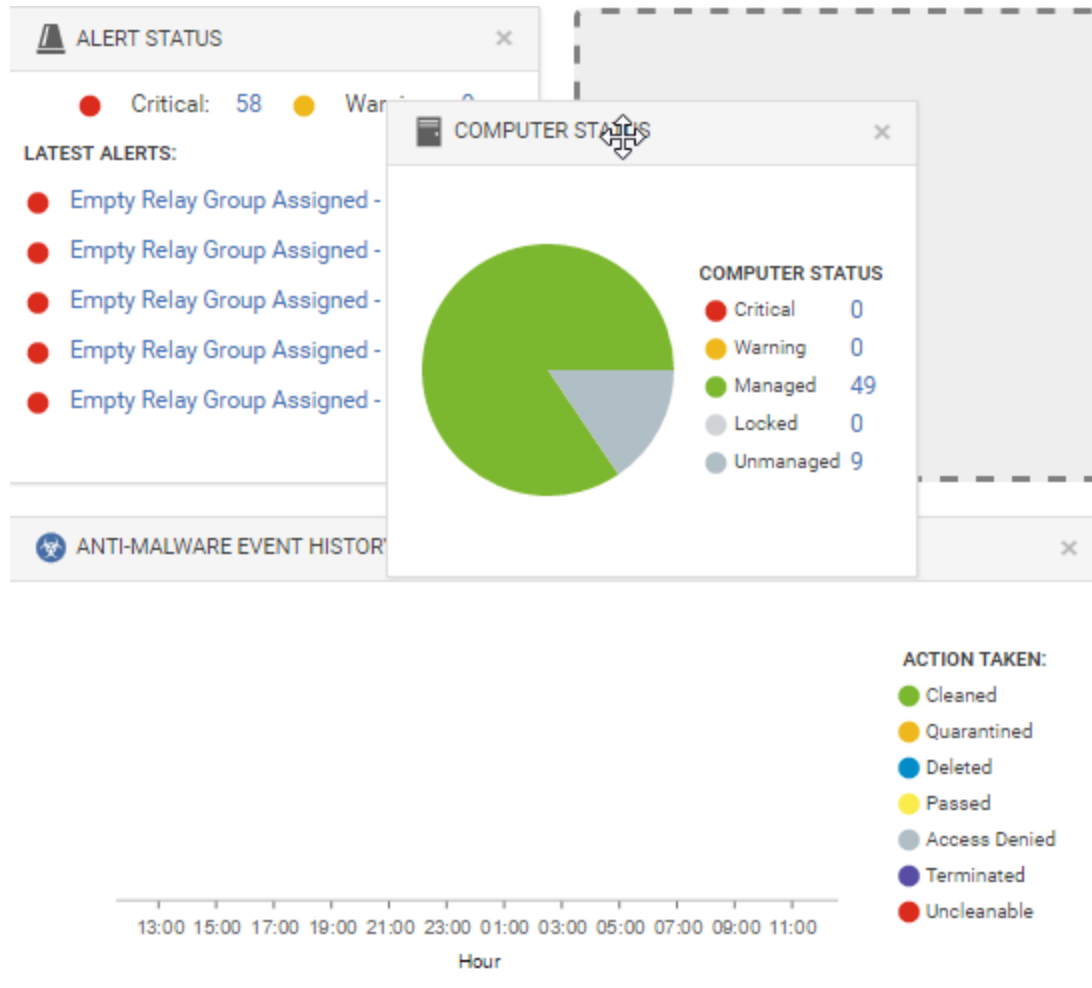 ALERT STATUS
Critical: 58
LATEST ALERTS:
Empty Relay Group Assigned -
Empty Relay Group Assigned -
Empty Relay Group Assigned -
Empty Relay Group Assigned -
Empty Relay Group Assigned -
COMPUTER STATUS
COMPUTER STATUS
Critical 0
Warning 0
Managed 49
Locked 0
Unmanaged 9
ANTI-MALWARE EVENT HISTORY
ACTION TAKEN:
Cleaned
Quarantined
Deleted
Passed
Access Denied
Terminated
Uncleanable
13:00 15:00 17:00 19:00 21:00 23:00 01:00 03:00 05:00 07:00 09:00 11:00
Hour